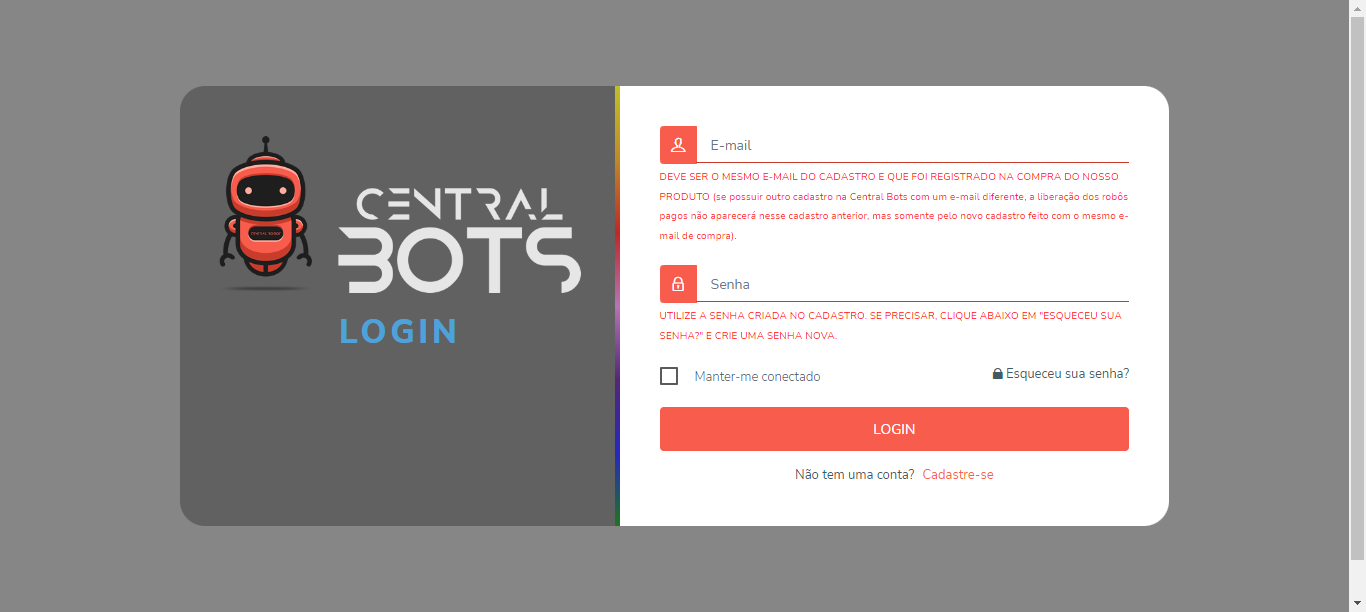 CENTRAL
BOTS
LOGIN
E-mail
DEVE SER O MESMO E-MAIL DO CADASTRO E QUE FOI REGISTRADO NA COMPRA DO NOSSO
PRODUTO (se possuir outro cadastro na Central Bots com um e-mail diferente, a liberação dos robôs
pagos não aparecerá nesse cadastro anterior, mas somente pelo novo cadastro feito com o mesmo e-
mail de compra).
Senha
UTILIZE A SENHA CRIADA NO CADASTRO. SE PRECISAR, CLIQUE ABAIXO EM "ESQUECEU SUA
SENHA?" E CRIE UMA SENHA NOVA.
Manter-me conectado
Esqueceu sua senha?
LOGIN
Não tem uma conta? Cadastre-se